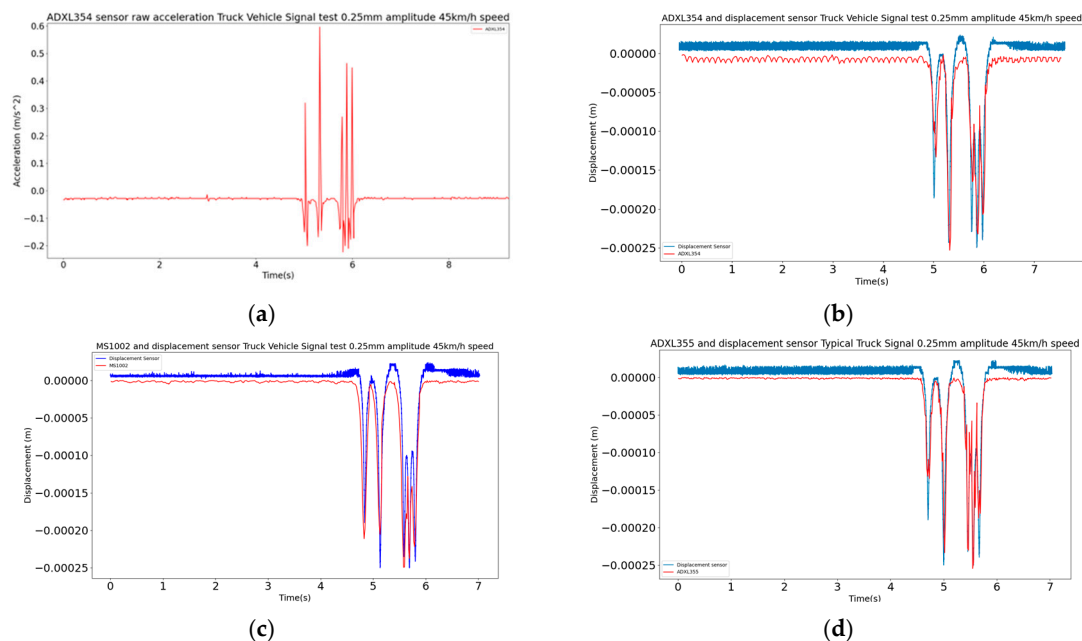 ADXL354 sensor raw acceleration Truck Vehicle Signal test 0.25mm amplitude 45km/h speed
ADXL354
0.6
0.5
0.4
0.3
0.2
0.1
0.0
−0.1
−0.2
Acceleration (m/s^2)
0 2 4 6 8
Time(s)
(a)
ADXL354 and displacement sensor Truck Vehicle Signal test 0.25mm amplitude 45km/h speed
0.00000
−0.00005
−0.00010
−0.00015
−0.00020
−0.00025
Displacement (m)
Displacement Sensor
ADXL354
0 1 2 3 4 5 6 7
Time(s)
(b)
MS1002 and displacement sensor Truck Vehicle Signal test 0.25mm amplitude 45km/h speed
Displacement Sensor
MS1002
0.00000
−0.00005
−0.00010
−0.00015
−0.00020
−0.00025
Displacement (m)
0 1 2 3 4 5 6 7
Time(s)
(c)
ADXL355 and displacement sensor Typical Truck Signal 0.25mm amplitude 45km/h speed
0.00000
−0.00005
−0.00010
−0.00015
−0.00020
−0.00025
Displacement (m)
Displacement sensor
ADXL355
0 1 2 3 4 5 6 7
Time(s)
(d)